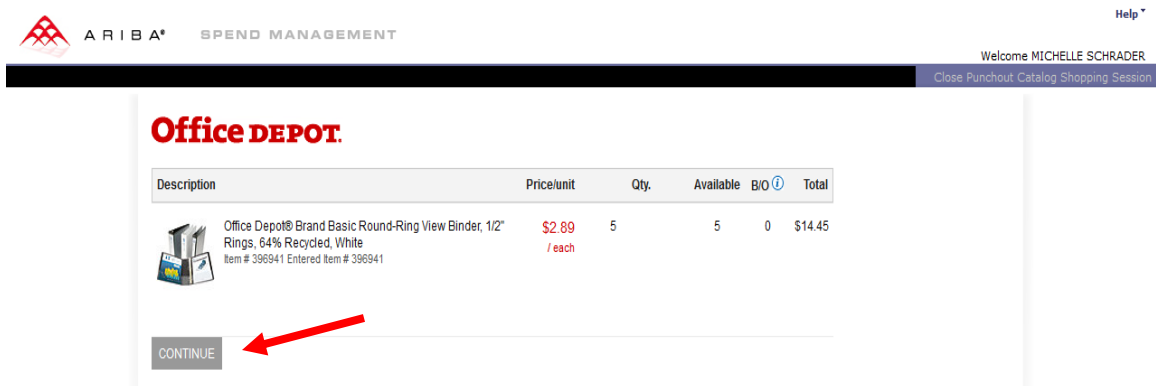 Help
ARIBA® SPEND MANAGEMENT
Welcome MICHELLE SCHRADER
Close Punchout Catalog Shopping Session
Office DEPOT.
Description Price/unit Qty. Available B/O i Total
Office Depot® Brand Basic Round-Ring View Binder, 1/2" $2.89 5 5 0 $14.45
Rings, 64% Recycled, White / each
Item # 396941 Entered Item # 396941
CONTINUE